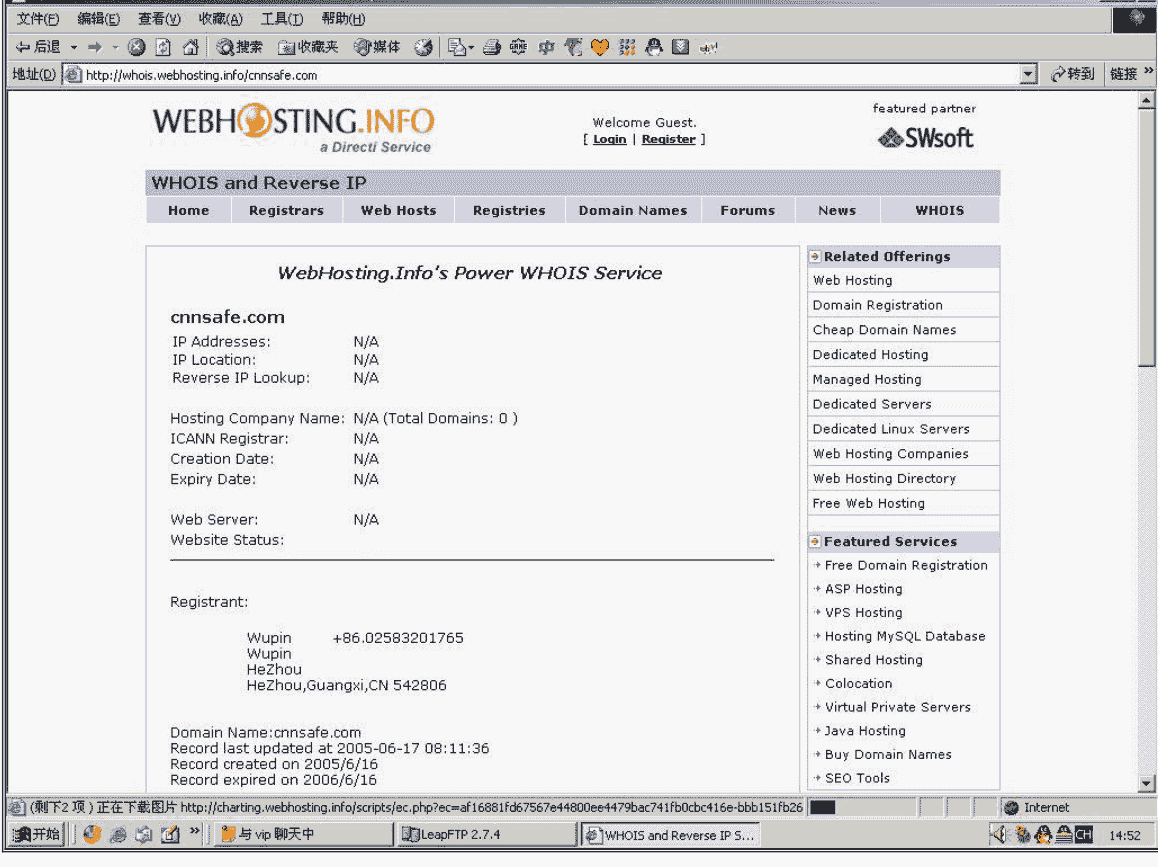 文件(F) 编辑(E) 查看(V) 收藏(A) 工具(T) 帮助(H)
后退 搜索 收藏夹 媒体
地址(D) http://whois.webhosting.info/cnnsafe.com 转到 链接 »
WEBHOSTING.INFO
a Directi Service
Welcome Guest.
[ Login | Register ]
featured partner
SWsoft
WHOIS and Reverse IP
Home Registrars Web Hosts Registries Domain Names Forums News WHOIS
WebHosting.Info's Power WHOIS Service
cnnsafe.com
IP Addresses: N/A
IP Location: N/A
Reverse IP Lookup: N/A
Hosting Company Name: N/A (Total Domains: 0 )
ICANN Registrar: N/A
Creation Date: N/A
Expiry Date: N/A
Web Server: N/A
Website Status:
Registrant:
Wupin +86.02583201765
Wupin
HeZhou
HeZhou,Guangxi,CN 542806
Domain Name:cnnsafe.com
Record last updated at 2005-06-17 08:11:36
Record created on 2005/6/16
Record expired on 2006/6/16
Related Offerings
Web Hosting
Domain Registration
Cheap Domain Names
Dedicated Hosting
Managed Hosting
Dedicated Servers
Dedicated Linux Servers
Web Hosting Companies
Web Hosting Directory
Free Web Hosting
Featured Services
Free Domain Registration
ASP Hosting
VPS Hosting
Hosting MySQL Database
Shared Hosting
Colocation
Virtual Private Servers
Java Hosting
Buy Domain Names
SEO Tools
(剩下2 项 ) 正在下载图片 http://charting.webhosting.info/scripts/ec.php?ec=af16881fd67567e44800ee4479bac741fb0cbc416e-bbb151fb26 Internet
开始 » 与 vip 聊天中 LeapFTP 2.7.4 WHOIS and Reverse IP S... CH 14:52